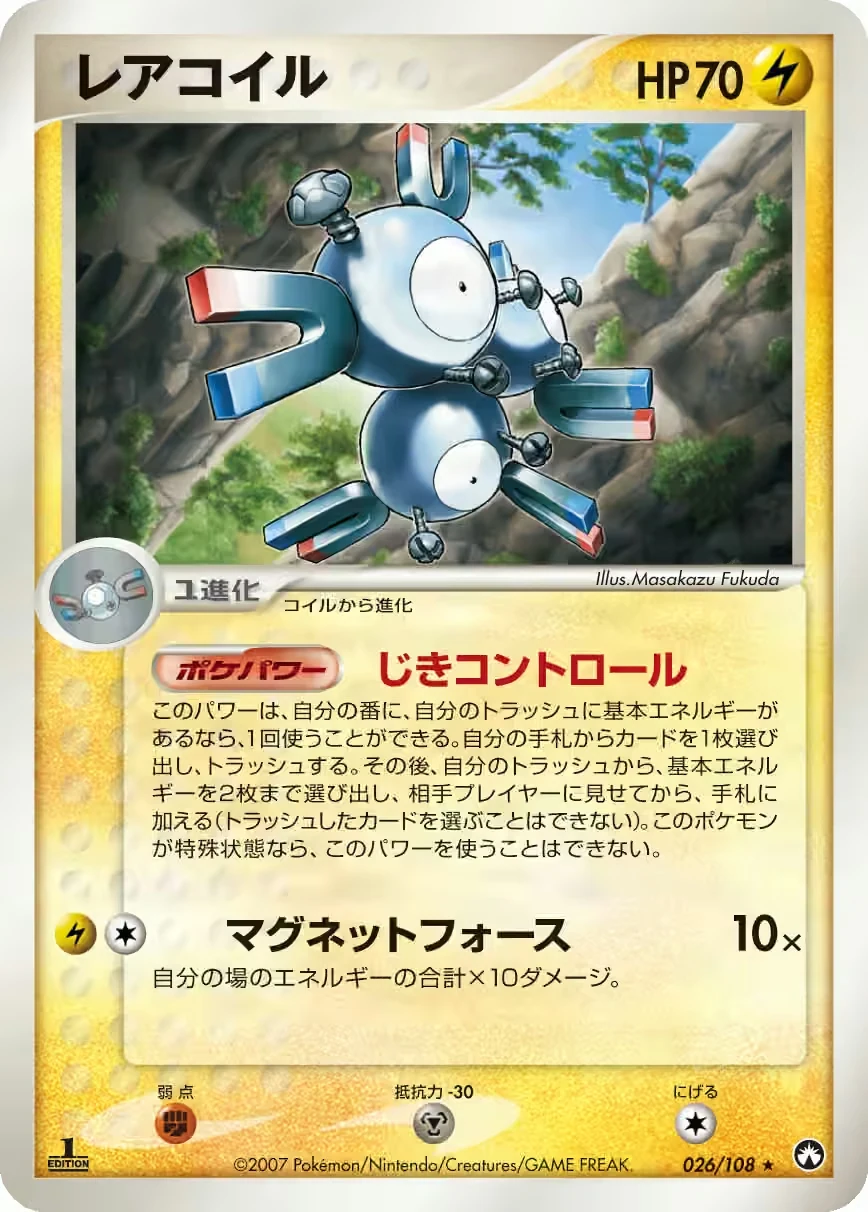 レアコイル
HP70
Illus.Masakazu Fukuda
1進化
コイルから進化
ポケパワー
じきコントロール
このパワーは、自分の番に、自分のトラッシュに基本エネルギーが
あるなら、1回使うことができる。自分の手札からカードを1枚選び
出し、トラッシュする。その後、自分のトラッシュから、基本エネル
ギーを2枚まで選び出し、相手プレイヤーに見せてから、手札に
加える(トラッシュしたカードを選ぶことはできない)。このポケモン
が特殊状態なら、このパワーを使うことはできない。
マグネットフォース
10×
自分の場のエネルギーの合計×10ダメージ。
弱点
抵抗力 -30
にげる
1
EDITION
©2007 Pokémon/Nintendo/Creatures/GAME FREAK.
026/108 ★